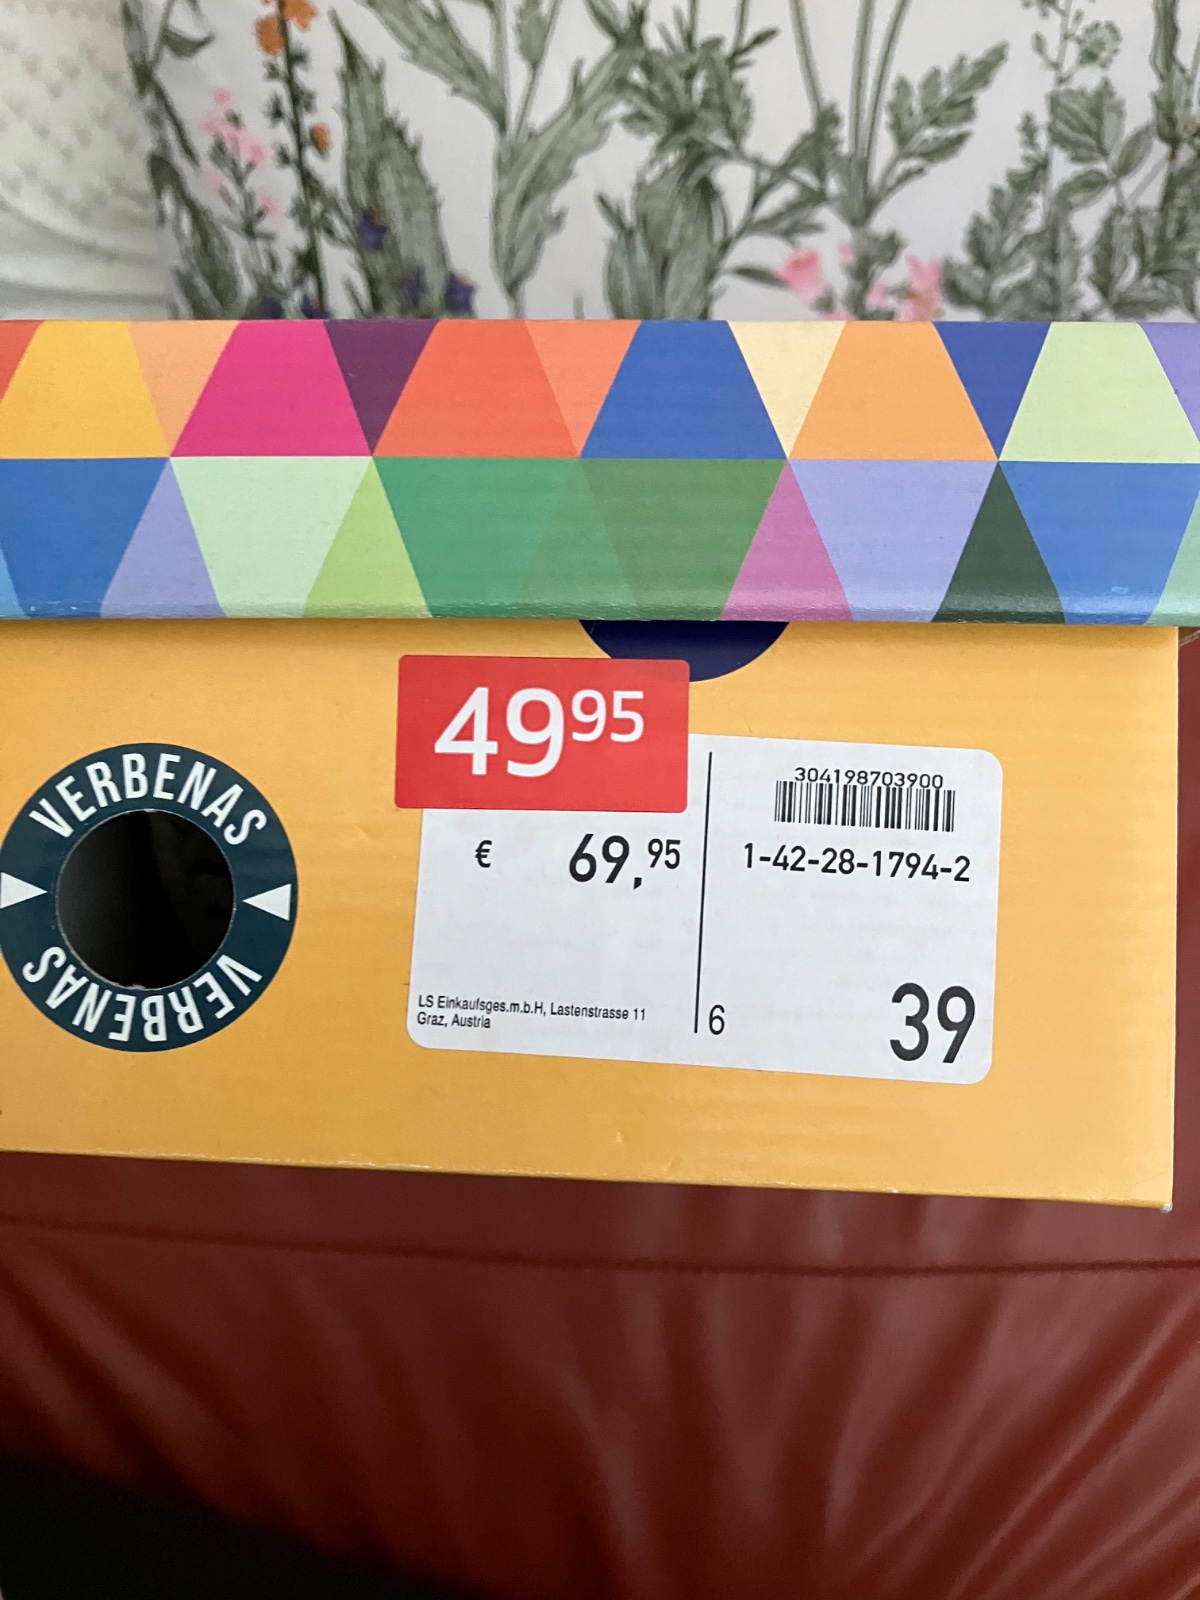 VERBENAS
VERBENAS
49 95
€ 69,95
LS Einkaufsges.m.b.H, Lastenstrasse 11
Graz, Austria
304198703900
1-42-28-1794-2
6
39